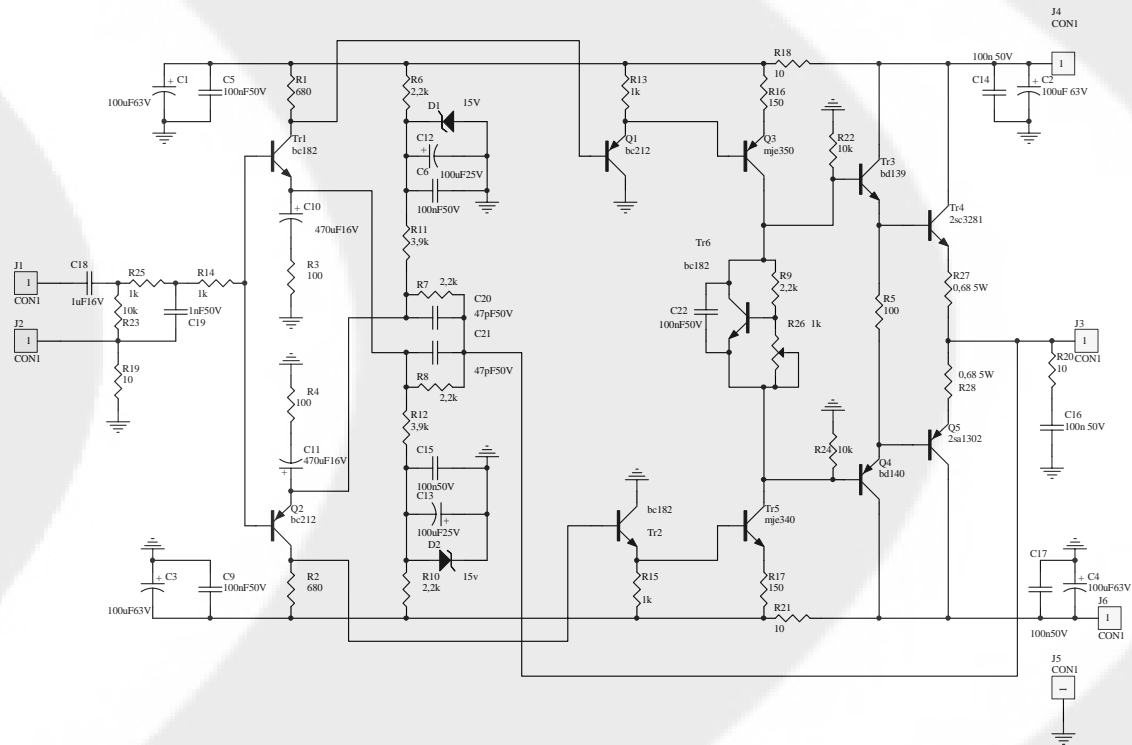 J4
CON1
1
C1
100uF63V
C5
100nF50V
R1
680
R6
2,2k
D1
15V
C12
100uF25V
C6
100nF50V
R13
1k
R18
10
R16
150
100n 50V
C14
C2
100uF 63V
Tr1
bc182
Q1
bc212
Q3
mje350
R22
10k
Tr3
bd139
Tr4
2sc3281
C10
470uF16V
R3
100
R11
3,9k
Tr6
bc182
J1
1
CON1
C18
1uF16V
R25
1k
R14
1k
10k
R23
1nF50V
C19
J2
1
CON1
R19
10
R7
2,2k
C20
47pF50V
C21
47pF50V
R8
2,2k
C22
100nF50V
R9
2,2k
R26 1k
R5
100
R27
0,68 5W
J3
1
CON1
R20
10
0,68 5W
R28
C16
100n 50V
R4
100
R12
3,9k
C11
470uF16V
C15
100n50V
C13
100uF25V
D2
15v
R24
10k
Q4
bd140
Q5
2sa1302
Q2
bc212
bc182
Tr2
Tr5
mje340
C3
100uF63V
C9
100nF50V
R2
680
R10
2,2k
R15
1k
R17
150
R21
10
C17
100n50V
C4
100uF63V
J6
1
CON1
J5
CON1
1